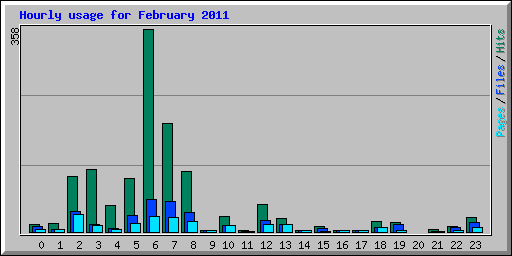 Hourly usage for February 2011
358
Pages/Files/Hits
0 1 2 3 4 5 6 7 8 9 10 11 12 13 14 15 16 17 18 19 20 21 22 23